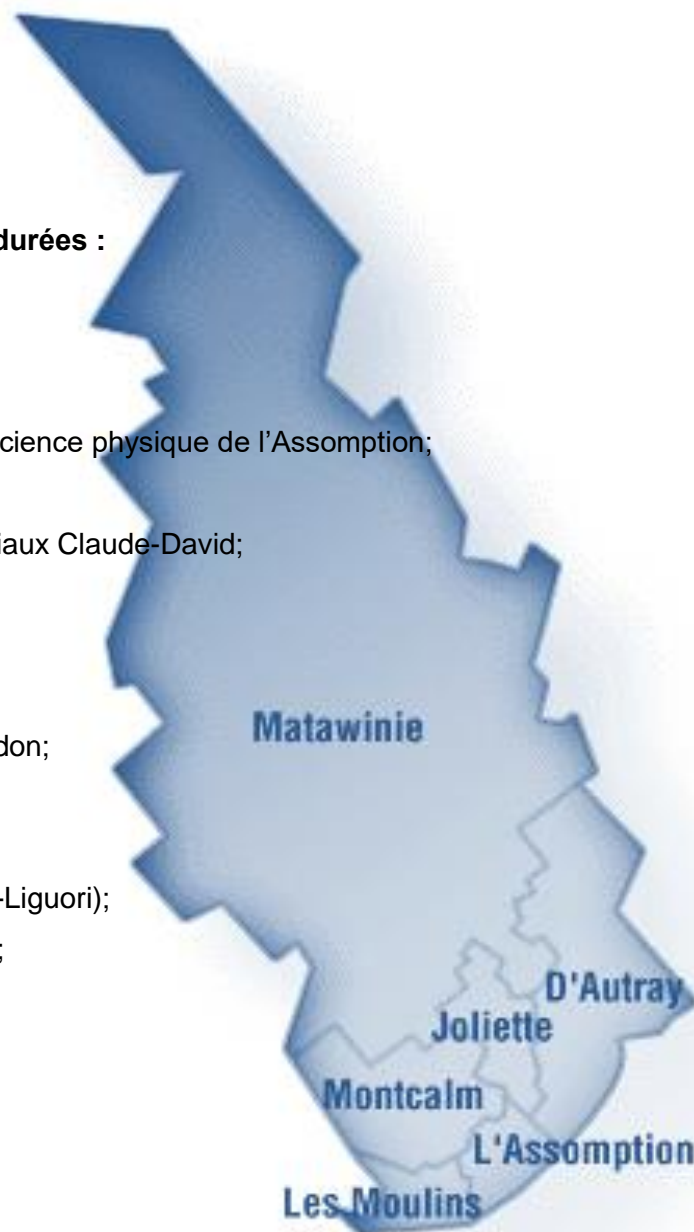 durées :
cience physique de l’Assomption;
iaux Claude-David;
Matawinie
don;
-Liguori);
;
D'Autray
Joliette
Montcalm
L'Assomption
Les Moulins